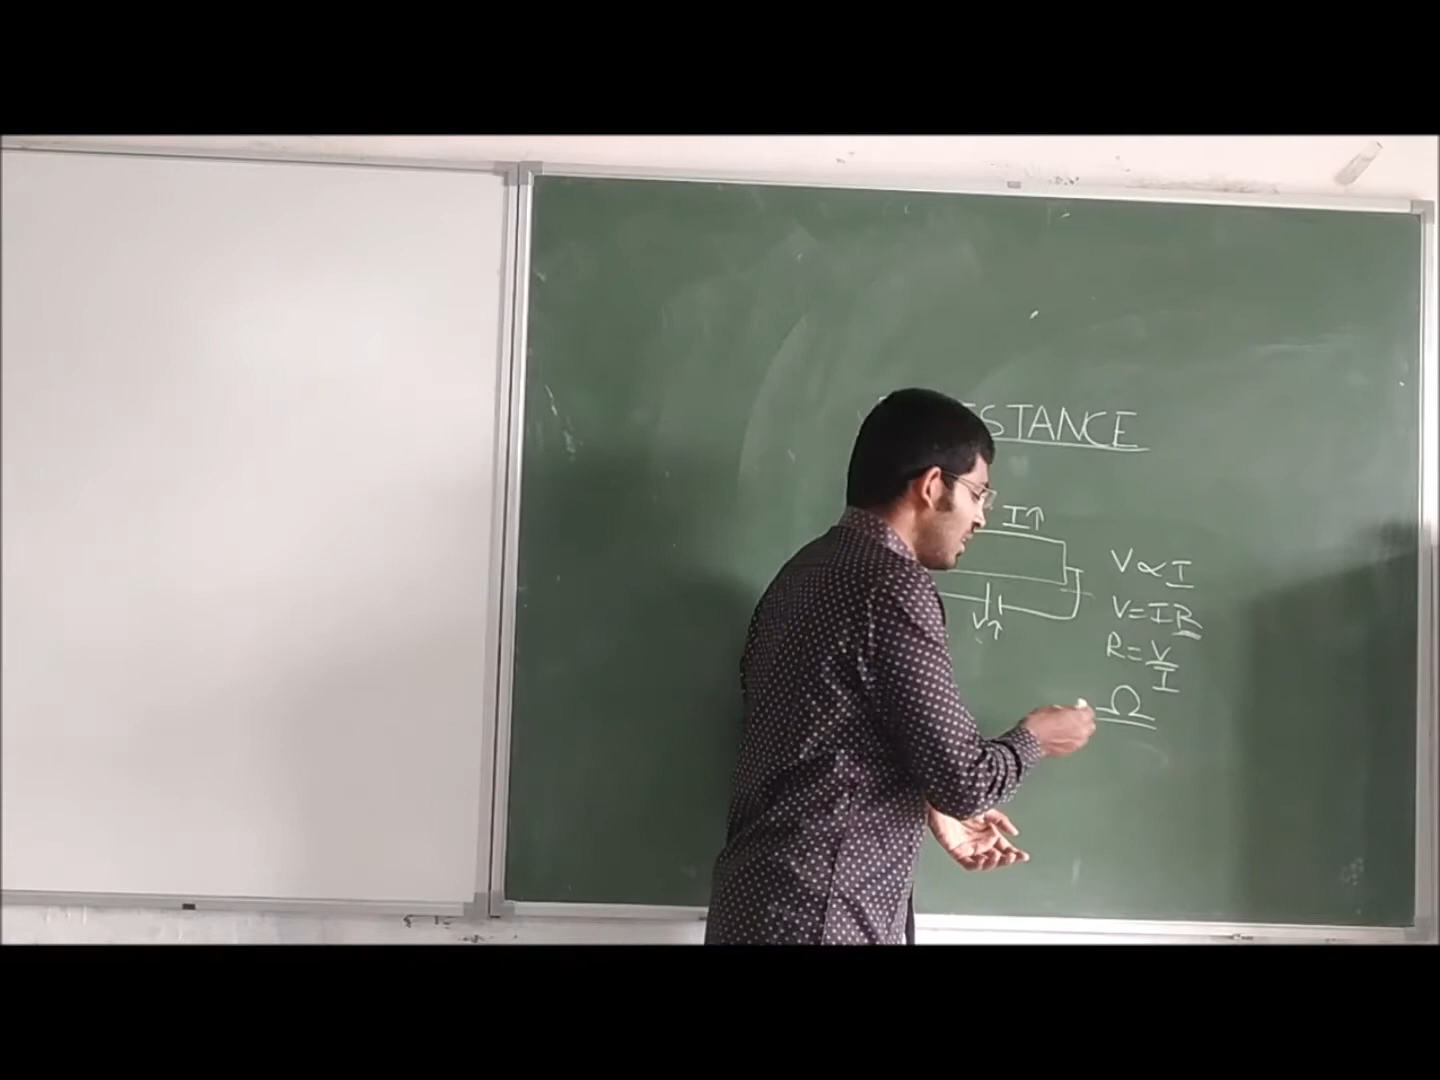 STANCE
I↑
V↑
V ∝ I
V=IR
R=V/I
Ω